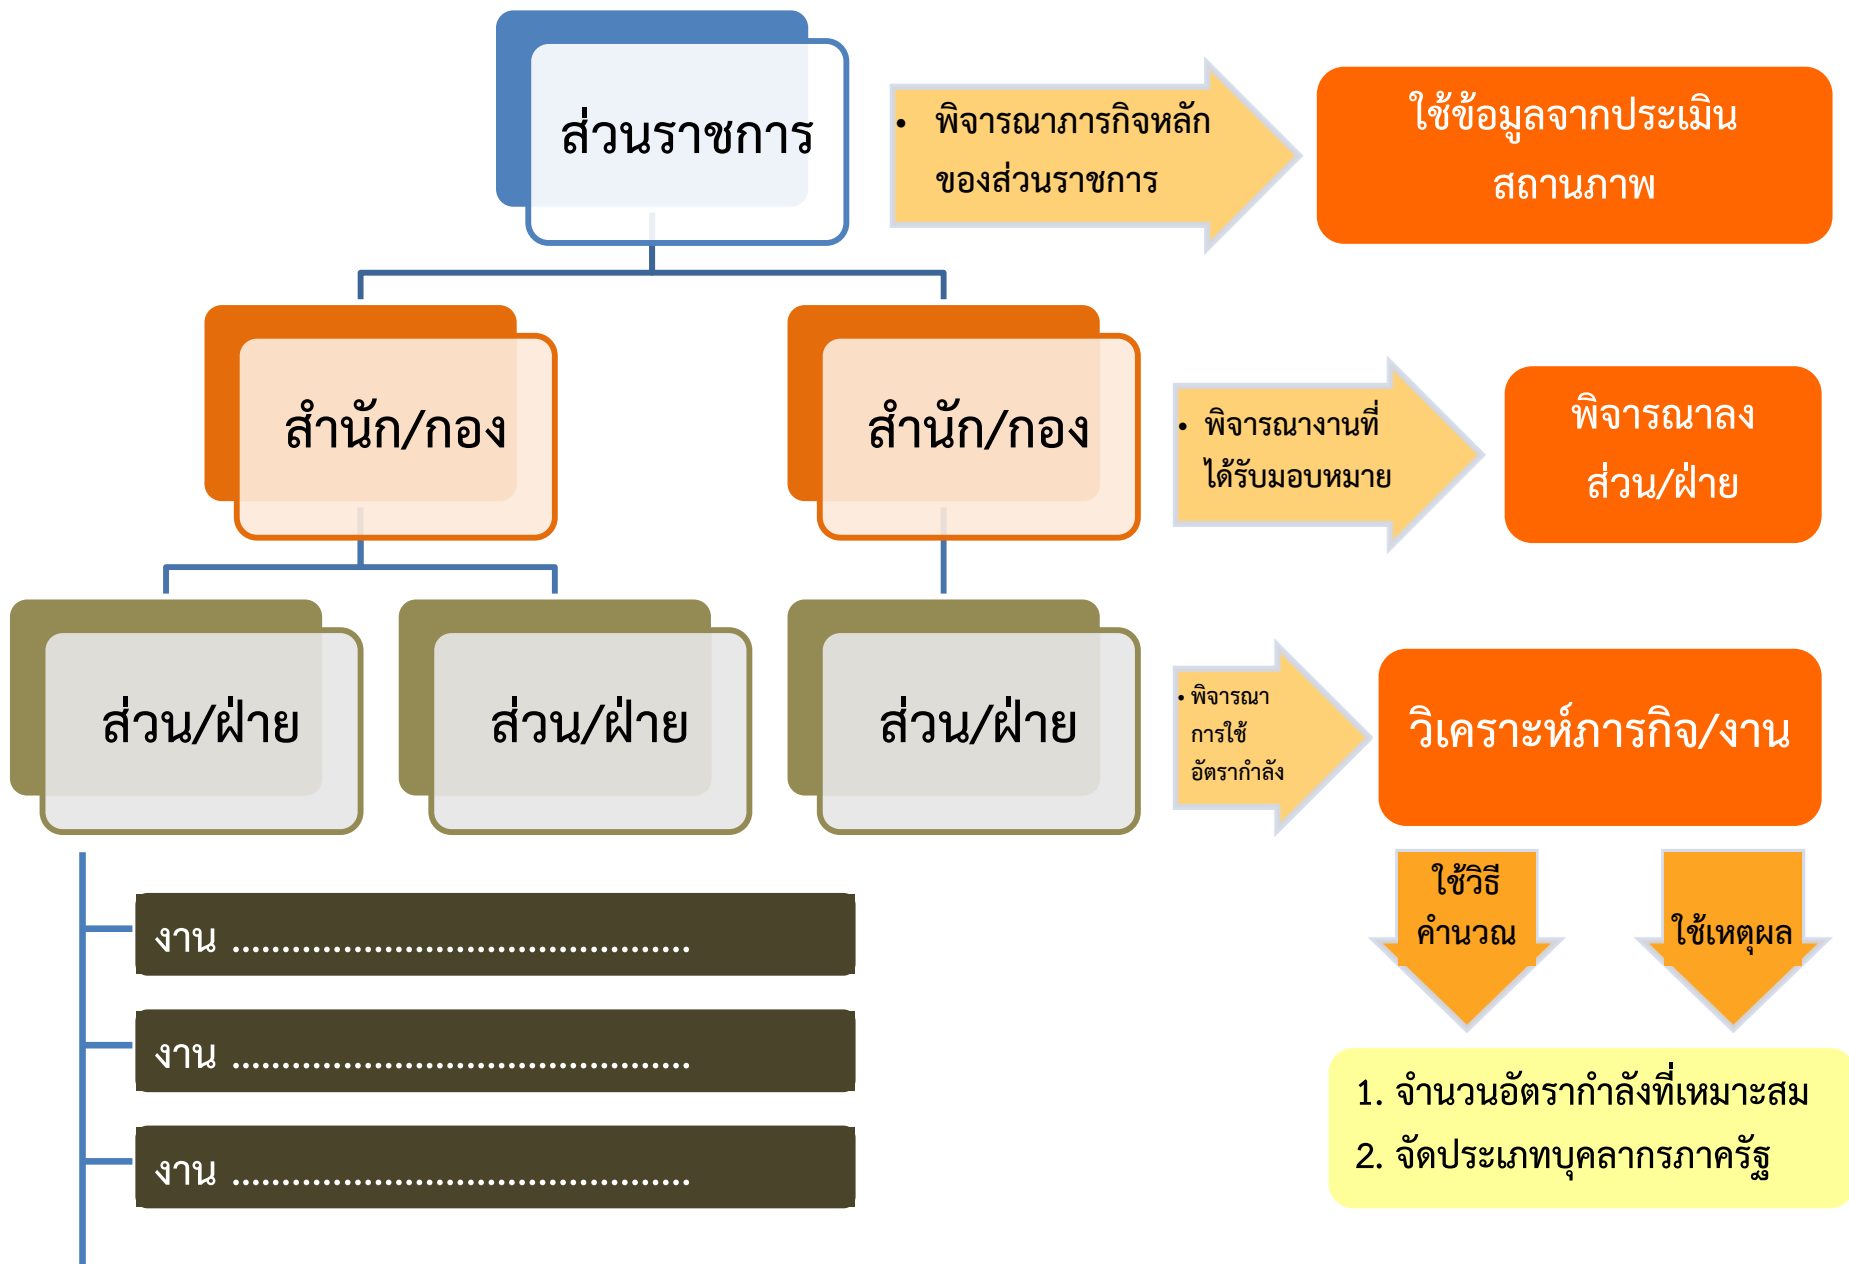 ส่วนราชการ
• พิจารณาภารกิจหลัก
ของส่วนราชการ
ใช้ข้อมูลจากประเมิน
สถานภาพ
สำนัก/กอง
สำนัก/กอง
• พิจารณางานที่
ได้รับมอบหมาย
พิจารณาลง
ส่วน/ฝ่าย
ส่วน/ฝ่าย
ส่วน/ฝ่าย
ส่วน/ฝ่าย
• พิจารณา
การใช้
อัตรากำลัง
วิเคราะห์ภารกิจ/งาน
ใช้วิธี
คำนวณ
ใช้เหตุผล
งาน .............................................
งาน .............................................
งาน .............................................
1. จำนวนอัตรากำลังที่เหมาะสม
2. จัดประเภทบุคลากรภาครัฐ